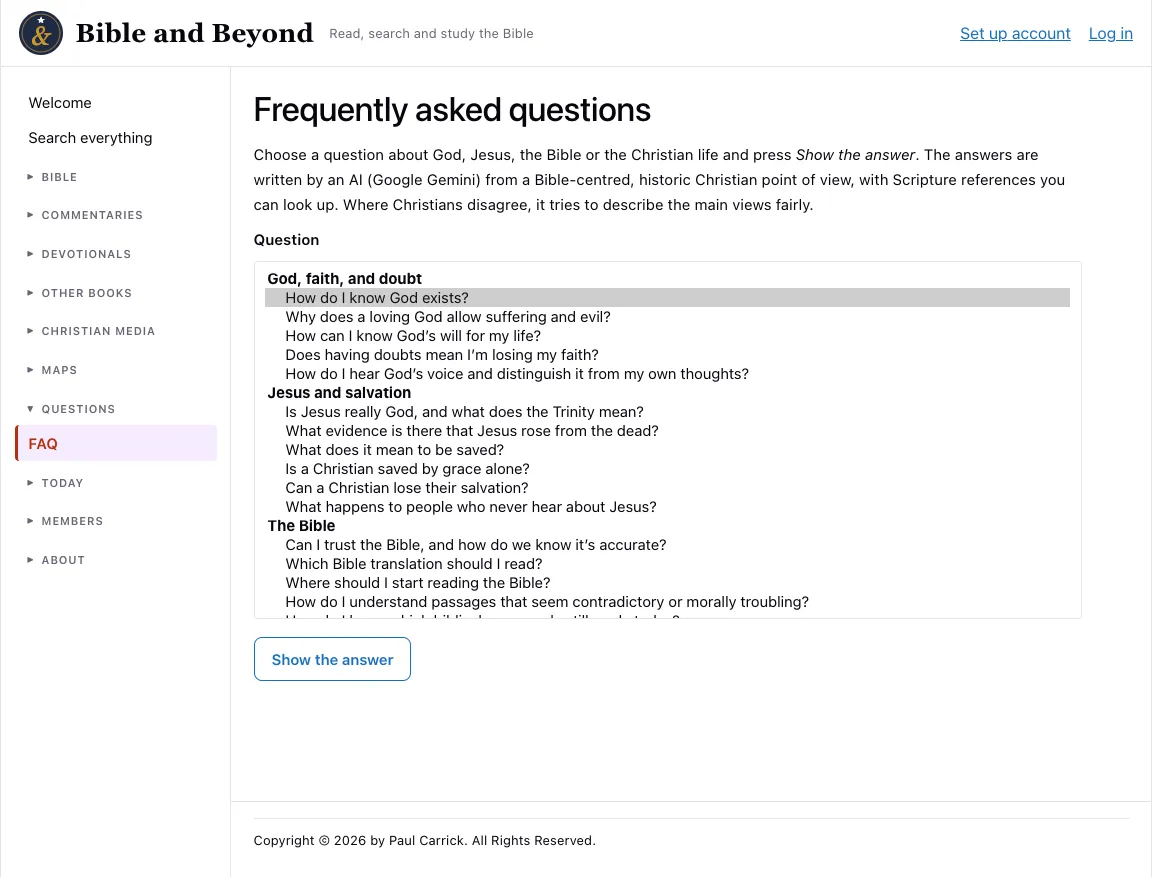 &
Bible and Beyond
Read, search and study the Bible
Set up account
Log in
Welcome
Search everything
BIBLE
COMMENTARIES
DEVOTIONALS
OTHER BOOKS
CHRISTIAN MEDIA
MAPS
QUESTIONS
FAQ
TODAY
MEMBERS
ABOUT
Frequently asked questions
Choose a question about God, Jesus, the Bible or the Christian life and press Show the answer. The answers are
written by an AI (Google Gemini) from a Bible-centred, historic Christian point of view, with Scripture references you
can look up. Where Christians disagree, it tries to describe the main views fairly.
Question
God, faith, and doubt
How do I know God exists?
Why does a loving God allow suffering and evil?
How can I know God’s will for my life?
Does having doubts mean I’m losing my faith?
How do I hear God’s voice and distinguish it from my own thoughts?
Jesus and salvation
Is Jesus really God, and what does the Trinity mean?
What evidence is there that Jesus rose from the dead?
What does it mean to be saved?
Is a Christian saved by grace alone?
Can a Christian lose their salvation?
What happens to people who never hear about Jesus?
The Bible
Can I trust the Bible, and how do we know it’s accurate?
Which Bible translation should I read?
Where should I start reading the Bible?
How do I understand passages that seem contradictory or morally troubling?
Show the answer
Copyright © 2026 by Paul Carrick. All Rights Reserved.